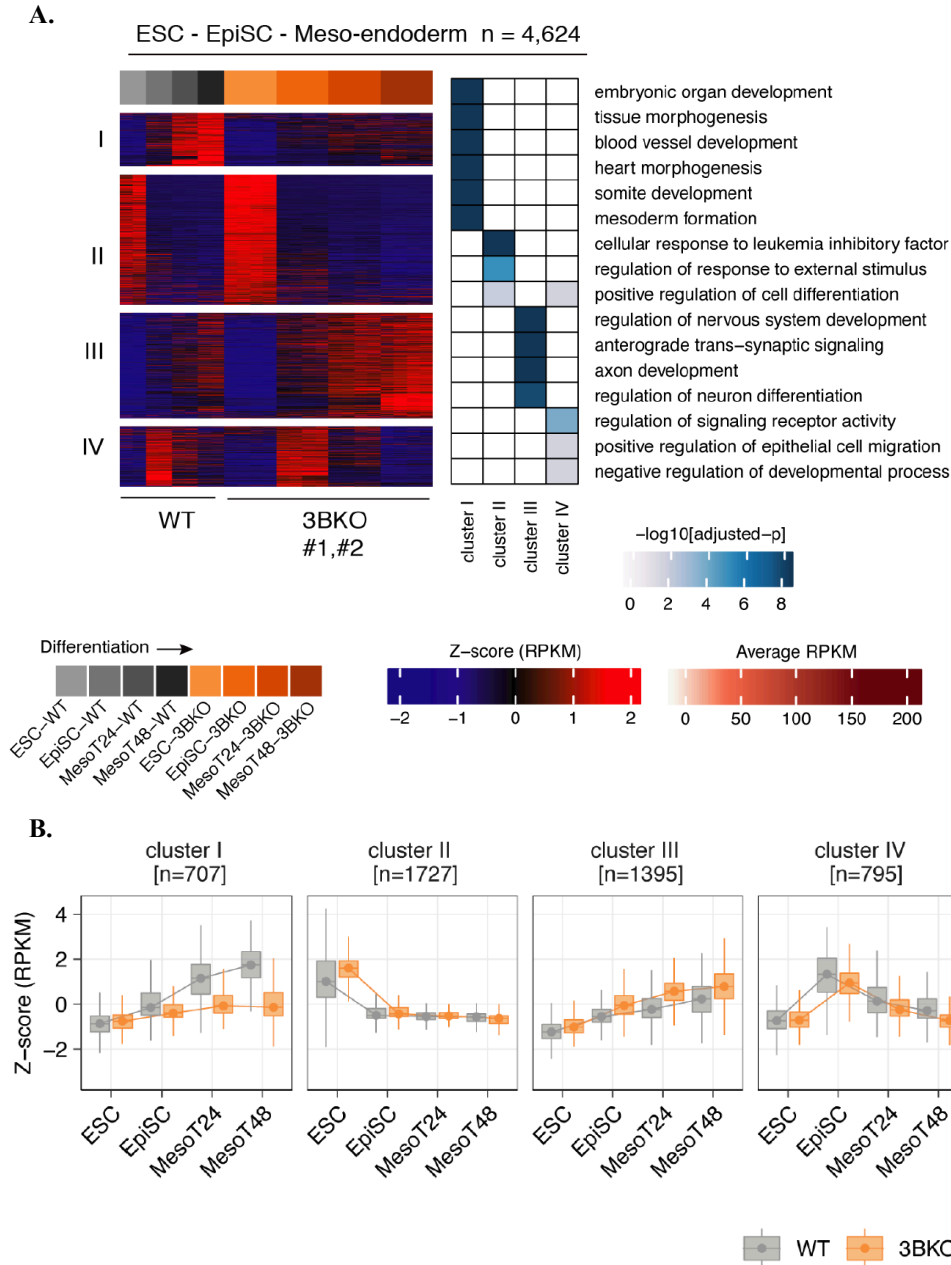 A.
ESC - EpiSC - Meso-endoderm n = 4,624
I
II
III
IV
WT
3BKO
#1,#2
embryonic organ development
tissue morphogenesis
blood vessel development
heart morphogenesis
somite development
mesoderm formation
cellular response to leukemia inhibitory factor
regulation of response to external stimulus
positive regulation of cell differentiation
regulation of nervous system development
anterograde trans−synaptic signaling
axon development
regulation of neuron differentiation
regulation of signaling receptor activity
positive regulation of epithelial cell migration
negative regulation of developmental process
cluster I
cluster II
cluster III
cluster IV
−log10[adjusted−p]
0 2 4 6 8
Differentiation
ESC−WT
EpiSC−WT
MesoT24−WT
MesoT48−WT
ESC−3BKO
EpiSC−3BKO
MesoT24−3BKO
MesoT48−3BKO
Z−score (RPKM)
−2 −1 0 1 2
Average RPKM
0 50 100 150 200
B.
cluster I
[n=707]
cluster II
[n=1727]
cluster III
[n=1395]
cluster IV
[n=795]
Z−score (RPKM)
4
2
0
−2
ESC
EpiSC
MesoT24
MesoT48
ESC
EpiSC
MesoT24
MesoT48
ESC
EpiSC
MesoT24
MesoT48
ESC
EpiSC
MesoT24
MesoT48
WT
3BKO